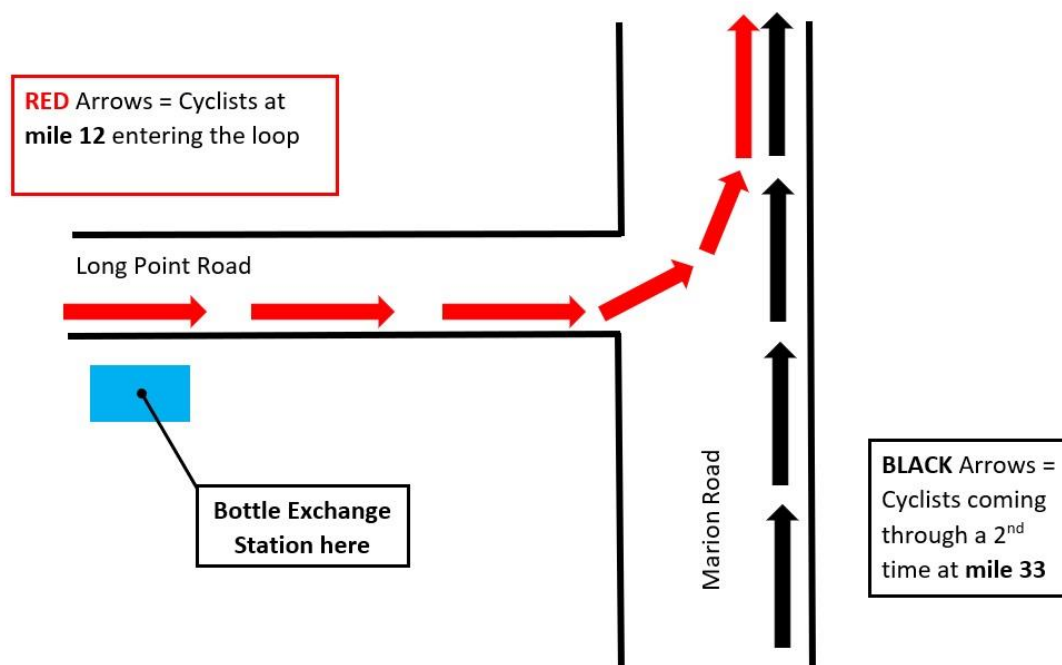 RED Arrows = Cyclists at
mile 12 entering the loop
Long Point Road
Bottle Exchange
Station here
Marion Road
BLACK Arrows =
Cyclists coming
through a 2nd
time at mile 33